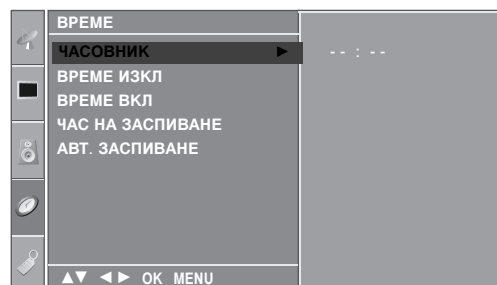 ВРЕМЕ
ЧАСОВНИК ► -- : --
ВРЕМЕ ИЗКЛ
ВРЕМЕ ВКЛ
ЧАС НА ЗАСПИВАНЕ
АВТ. ЗАСПИВАНЕ
▲▼ ◄► OK MENU